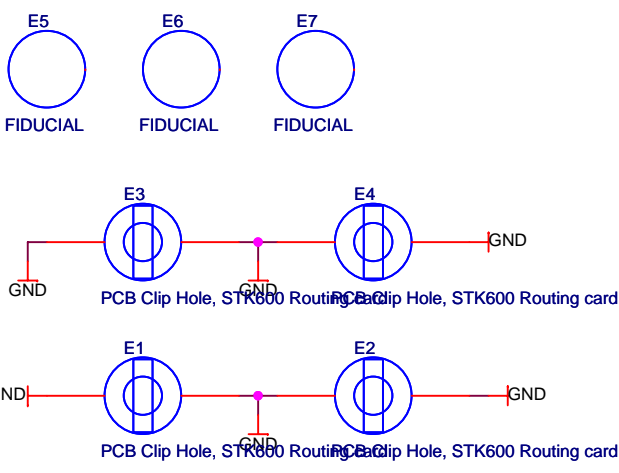 E5 E6 E7
FIDUCIAL FIDUCIAL FIDUCIAL
E3 E4
GND
GND GND
PCB Clip Hole, STK600 Routing card PCB Clip Hole, STK600 Routing card
E1 E2
ND GND
GND
PCB Clip Hole, STK600 Routing card PCB Clip Hole, STK600 Routing card